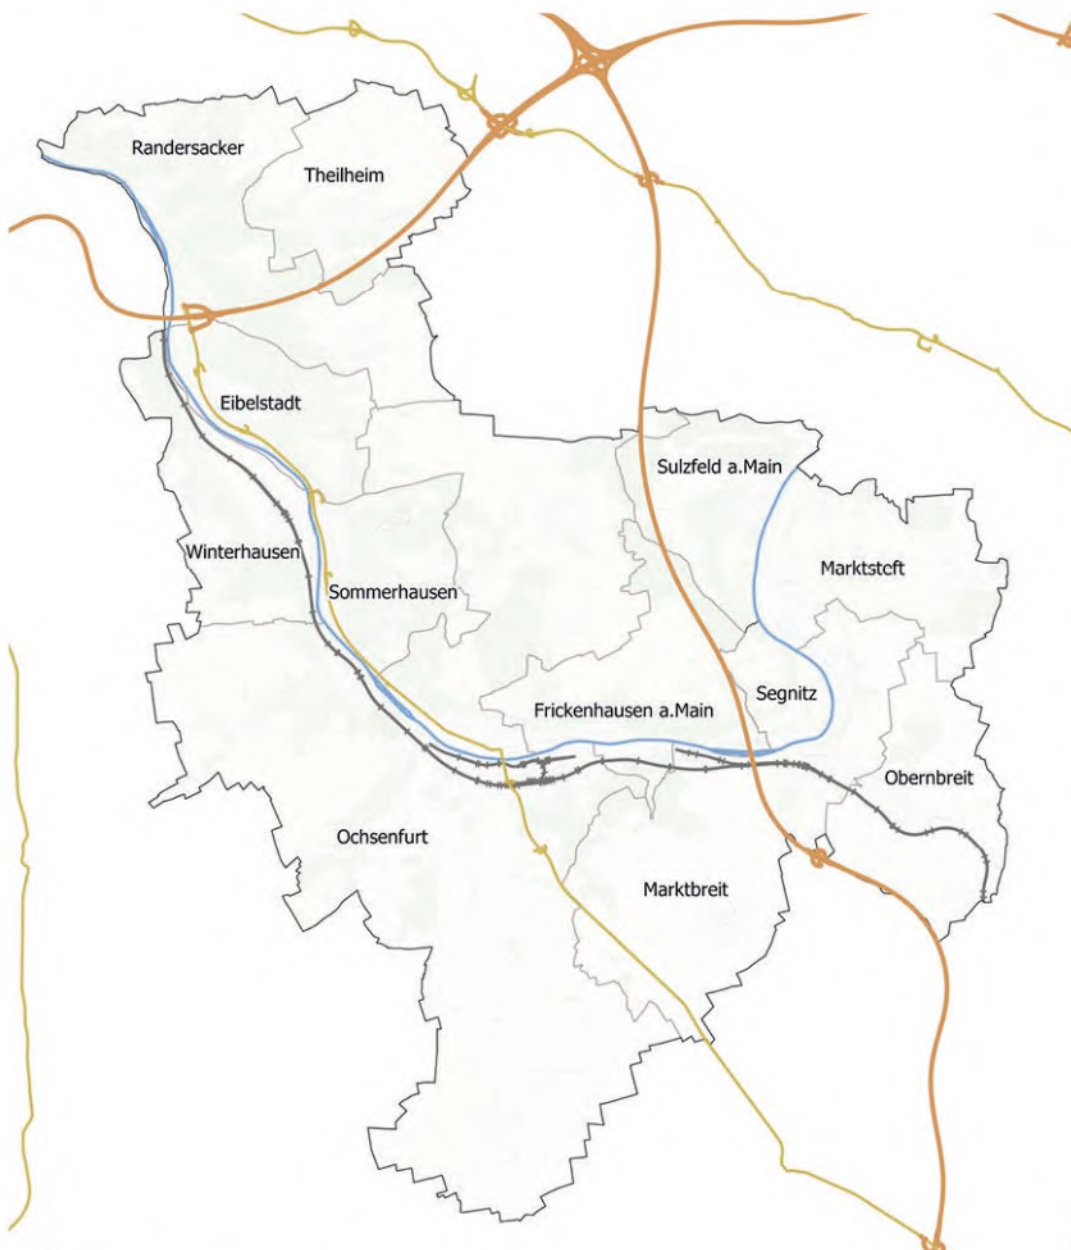 Randersacker
Theilheim
Eibelstadt
Sulzfeld a.Main
Winterhausen
Marktsteft
Sommerhausen
Segnitz
Frickenhausen a.Main
Obernbreit
Ochsenfurt
Marktbreit